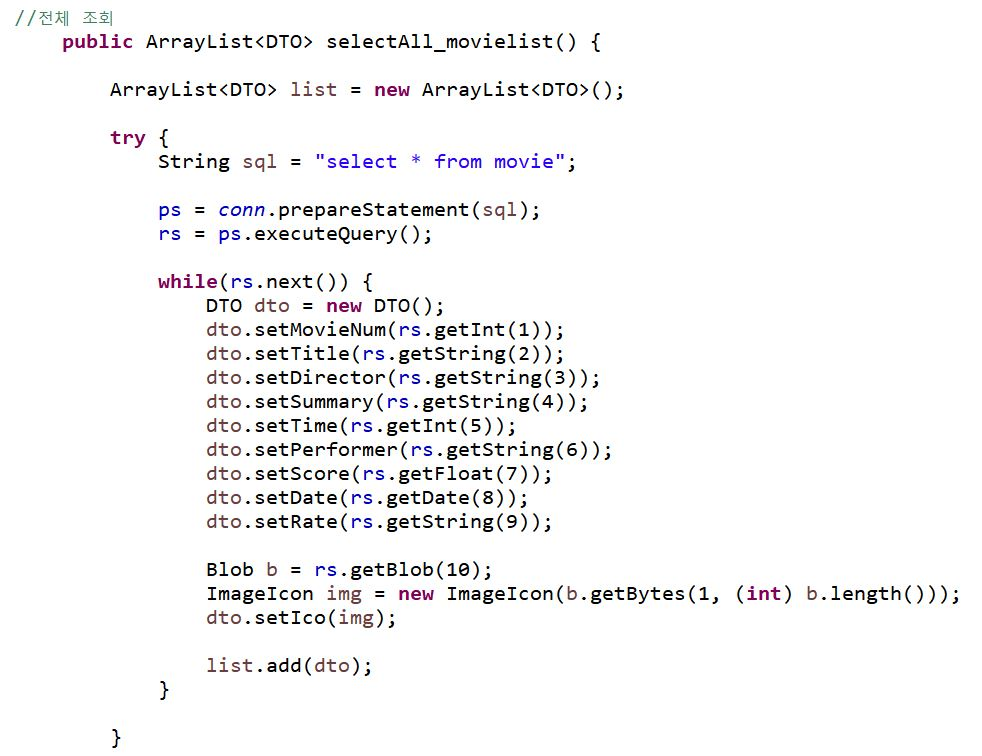 //전체 조회
public ArrayList<DTO> selectAll_movielist() {
ArrayList<DTO> list = new ArrayList<DTO>();
try {
String sql = "select * from movie";
ps = conn.prepareStatement(sql);
rs = ps.executeQuery();
while(rs.next()) {
DTO dto = new DTO();
dto.setMovieNum(rs.getInt(1));
dto.setTitle(rs.getString(2));
dto.setDirector(rs.getString(3));
dto.setSummary(rs.getString(4));
dto.setTime(rs.getInt(5));
dto.setPerformer(rs.getString(6));
dto.setScore(rs.getFloat(7));
dto.setDate(rs.getDate(8));
dto.setRate(rs.getString(9));
Blob b = rs.getBlob(10);
ImageIcon img = new ImageIcon(b.getBytes(1, (int) b.length()));
dto.setIco(img);
list.add(dto);
}
}